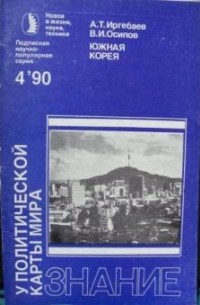 Новое
в жизни,
науке,
технике
Подписная
научно-
популярная
серия
4'90
А.Т. Иргебаев
В.И. Осипов
ЮЖНАЯ
КОРЕЯ
У ПОЛИТИЧЕСКОЙ
КАРТЫ МИРА
ЗНАНИЕ